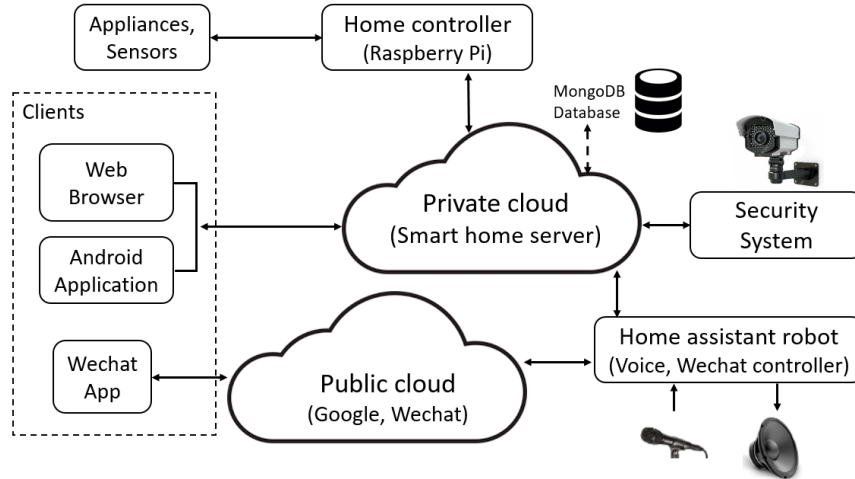 Appliances,
Sensors
Home controller
(Raspberry Pi)
MongoDB
Database
Clients
Web
Browser
Android
Application
Private cloud
(Smart home server)
Security
System
Wechat
App
Public cloud
(Google, Wechat)
Home assistant robot
(Voice, Wechat controller)